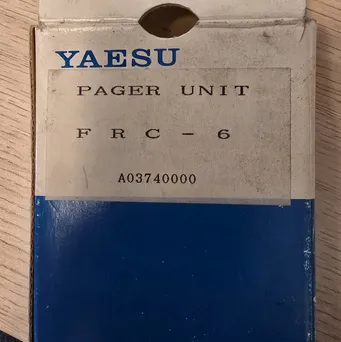 YAESU
PAGER UNIT
FRC-6
A03740000